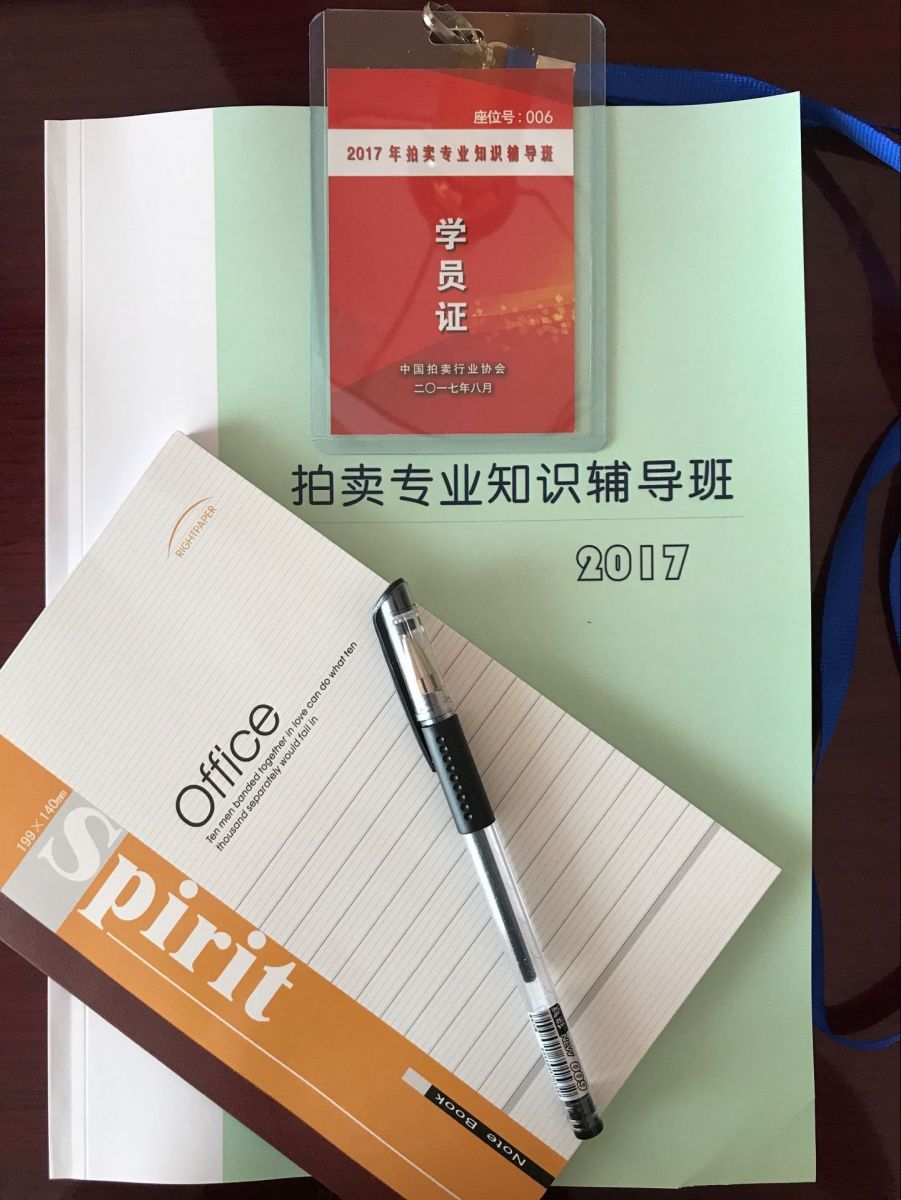 座位号:006
2017年拍卖专业知识辅导班
学员证
中国拍卖行业协会
二〇一七年八月
拍卖专业知识辅导班
2017
RIGHTPAPER
Office
Ten men banded together in love can do what ten
thousand separately would fail in
199×140mm
Spirit
Note Book
009